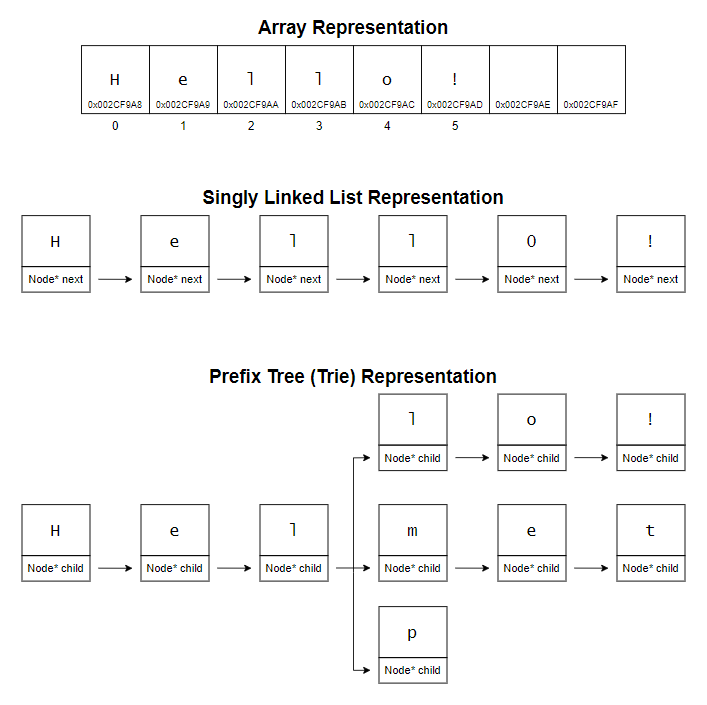 Array Representation
H e l l o !
0x002CF9A8 0x002CF9A9 0x002CF9AA 0x002CF9AB 0x002CF9AC 0x002CF9AD 0x002CF9AE 0x002CF9AF
0 1 2 3 4 5
Singly Linked List Representation
H e l l O !
Node* next Node* next Node* next Node* next Node* next Node* next
Prefix Tree (Trie) Representation
l o !
Node* child Node* child Node* child
H e l m e t
Node* child Node* child Node* child Node* child Node* child Node* child
p
Node* child